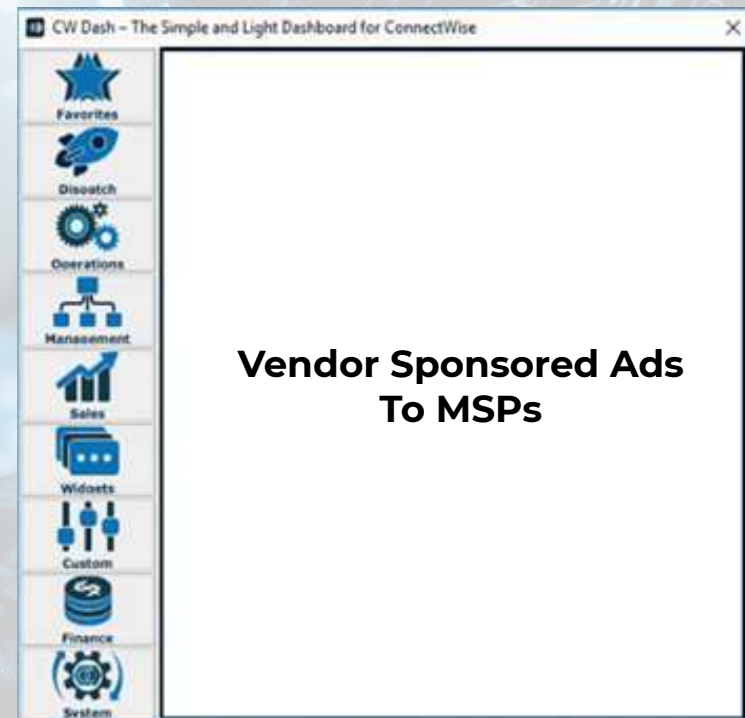 CW Dash – The Simple and Light Dashboard for ConnectWise
Favorites
Dispatch
Operations
Management
Sales
Widgets
Custom
Finance
System
Vendor Sponsored Ads
To MSPs